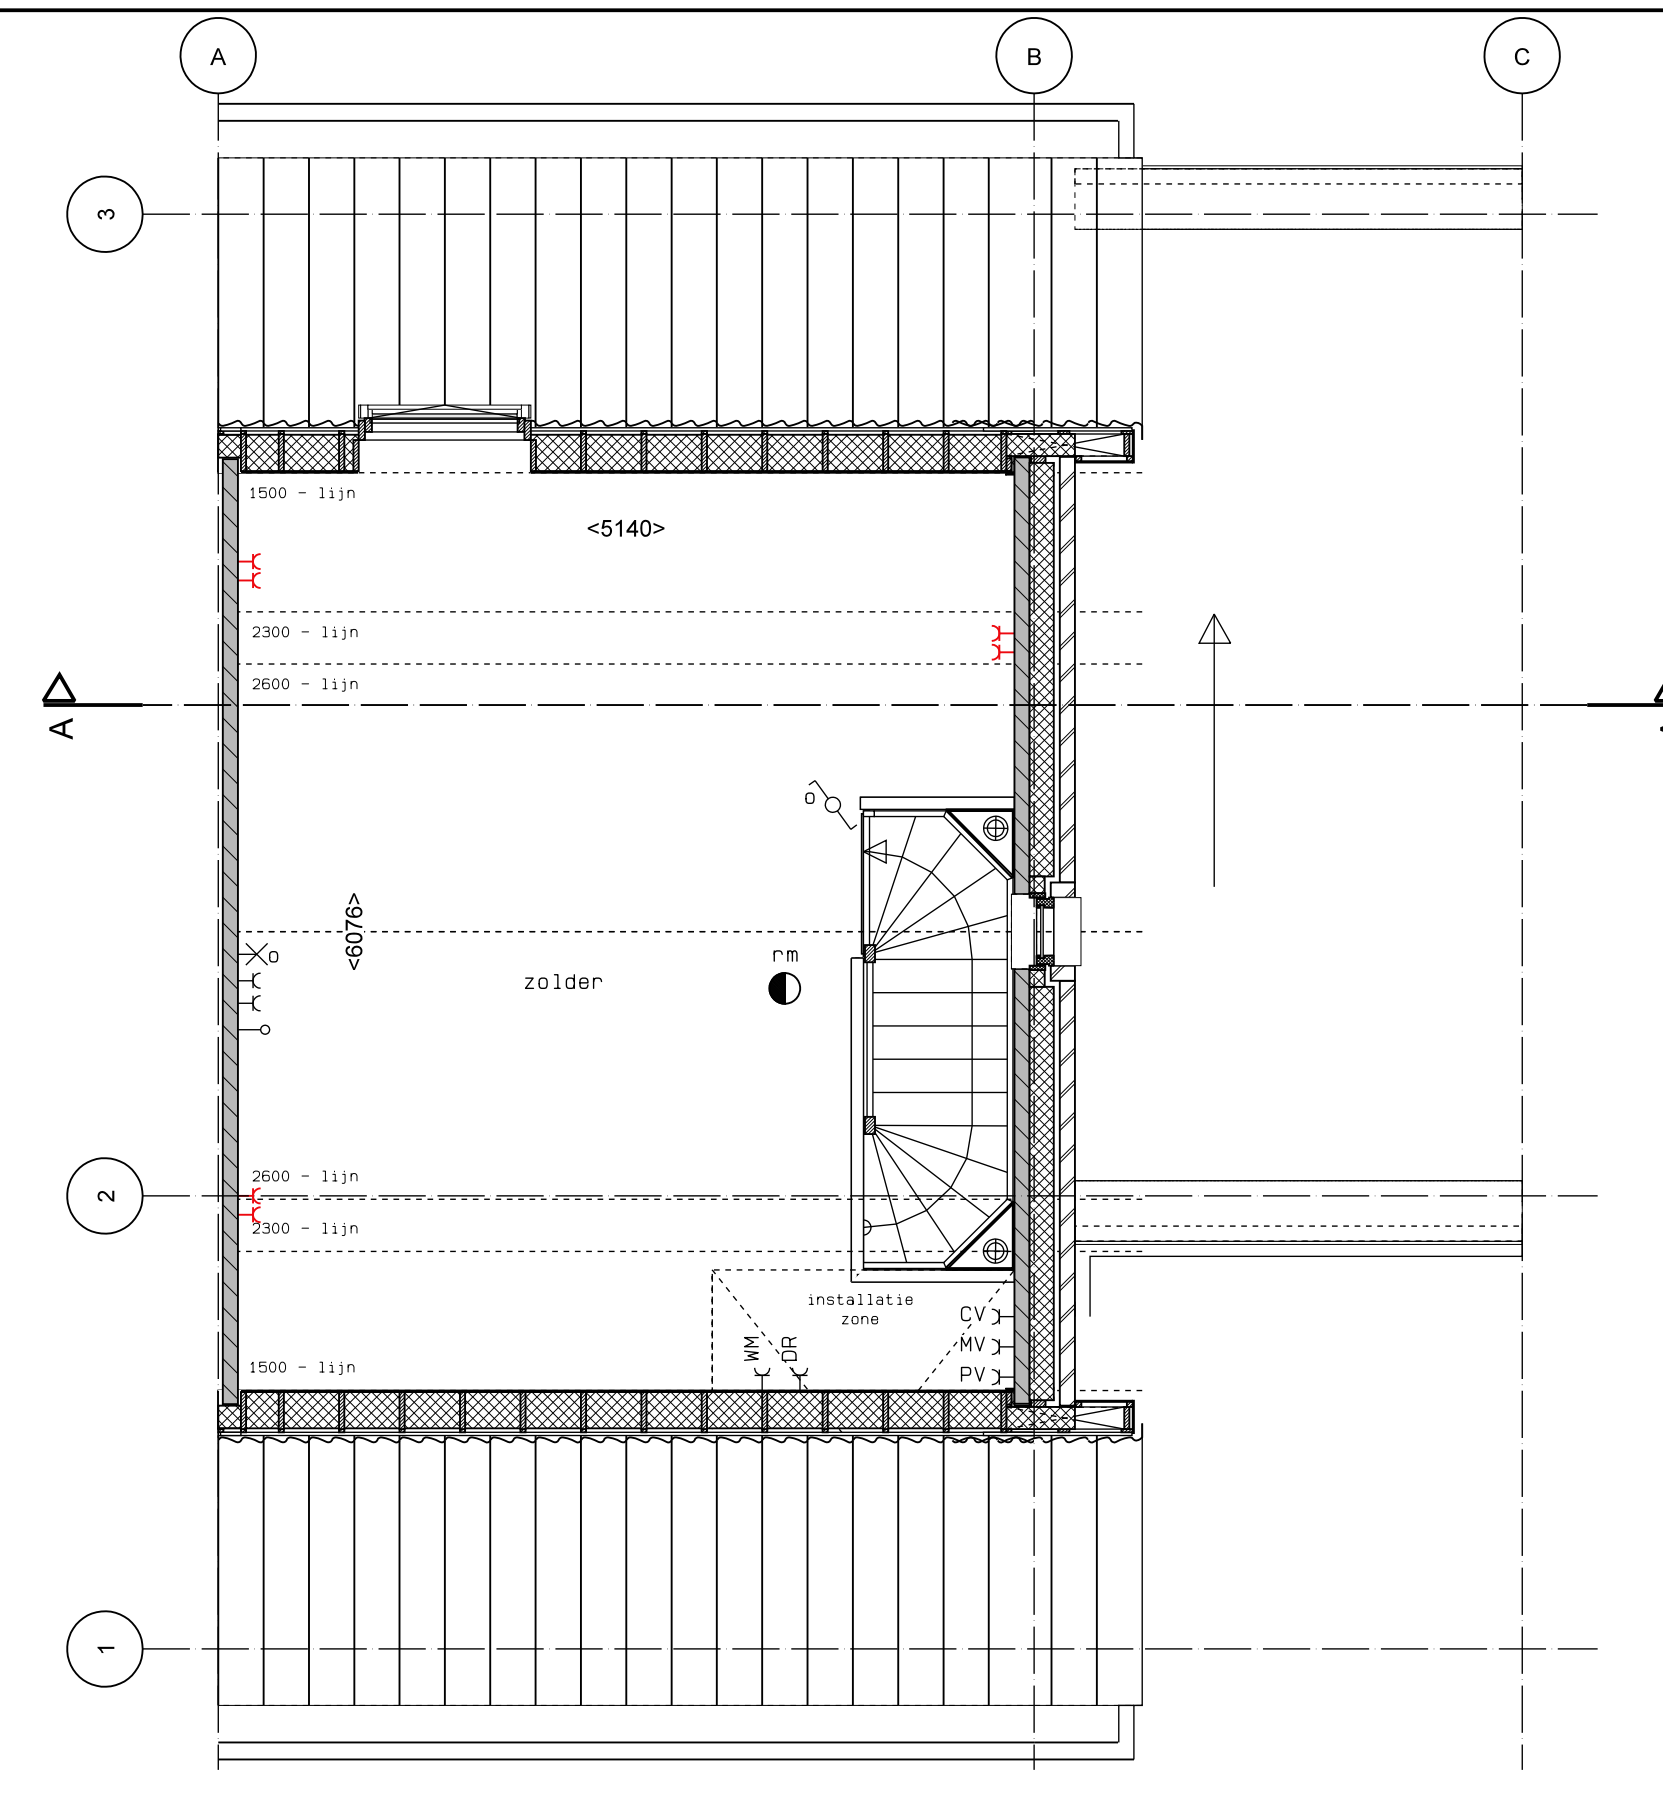 A
B
C
3
1500 - lijn
<5140>
2300 - lijn
2600 - lijn
A
o
<6076>
o
rm
zolder
2600 - lijn
2
2300 - lijn
installatie
zone
CV
WM
DR
MV
PV
1500 - lijn
1